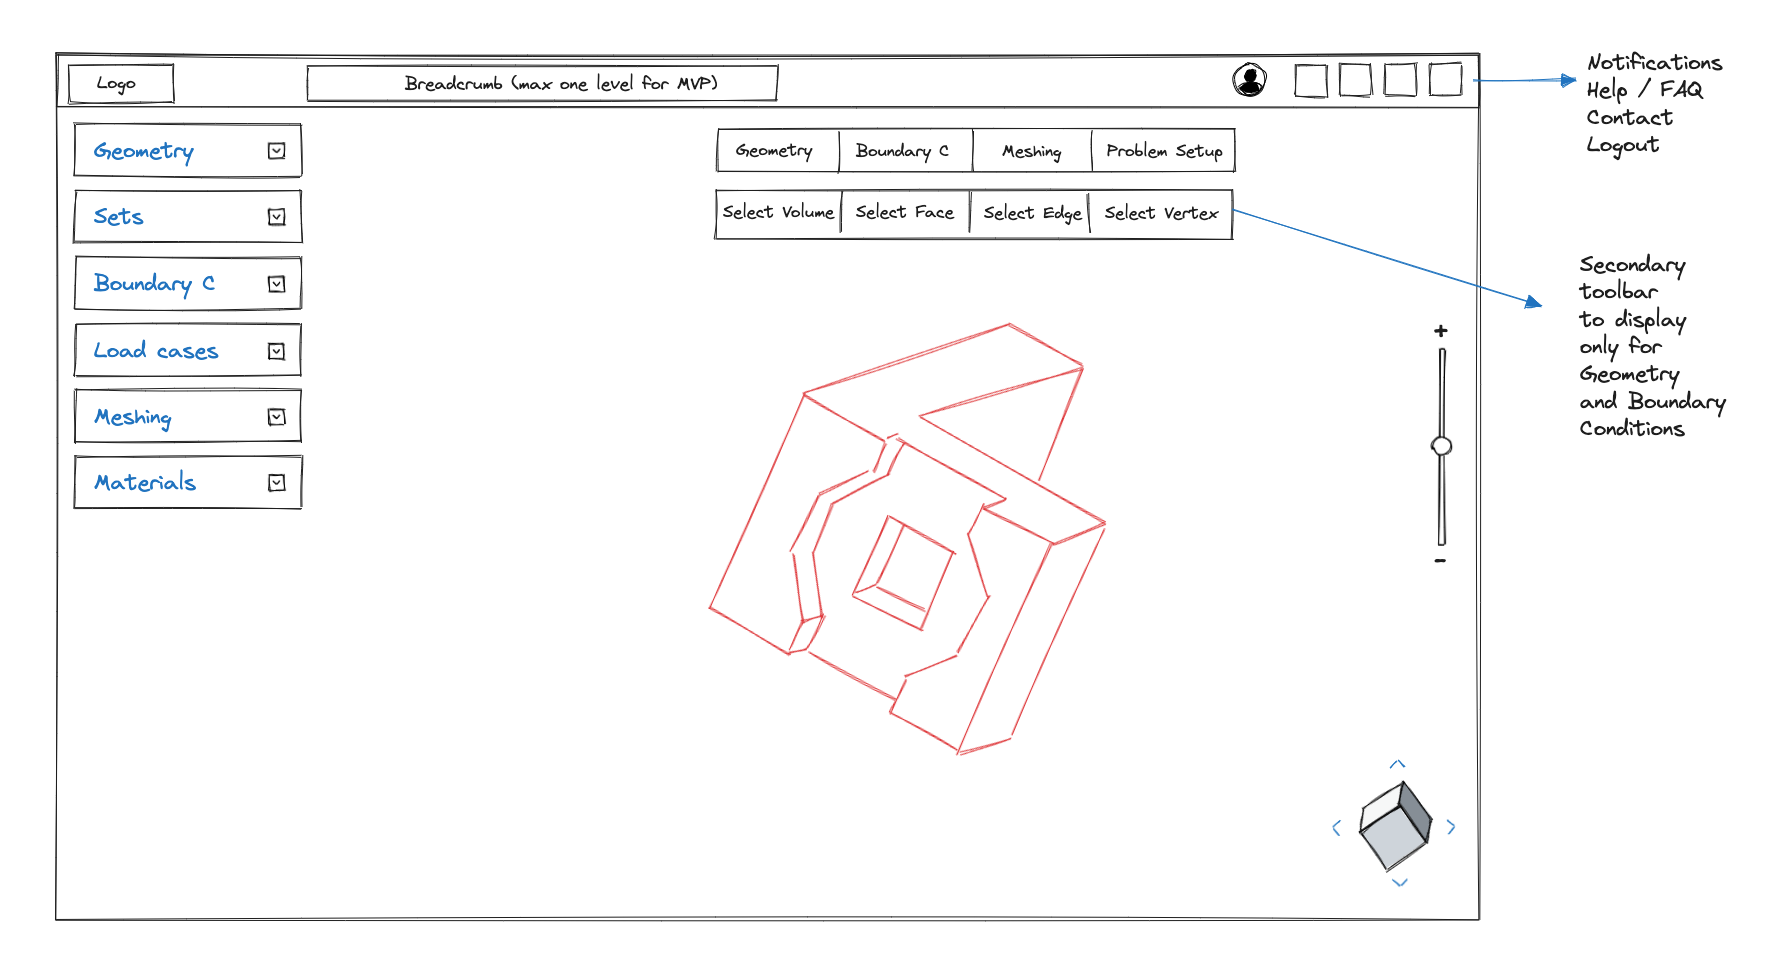 Logo
Breadcrumb (max one level for MVP)
Notifications
Help / FAQ
Contact
Logout
Geometry
Sets
Boundary C
Load cases
Meshing
Materials
Geometry
Boundary C
Meshing
Problem Setup
Select Volume
Select Face
Select Edge
Select Vertex
Secondary
toolbar
to display
only for
Geometry
and Boundary
Conditions
+
-